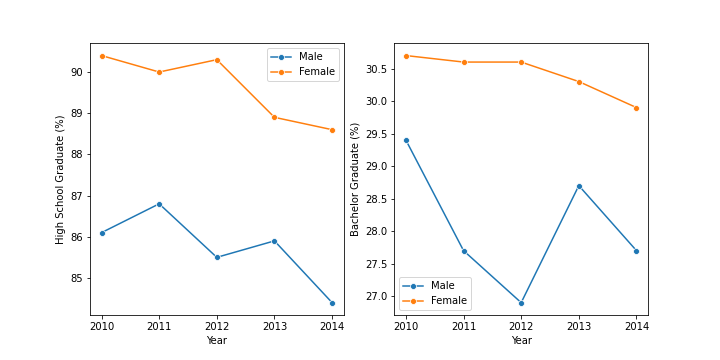 High School Graduate (%)
90
89
88
87
86
85
2010 2011 2012 2013 2014
Year
Male
Female
Bachelor Graduate (%)
30.5
30.0
29.5
29.0
28.5
28.0
27.5
27.0
2010 2011 2012 2013 2014
Year
Male
Female